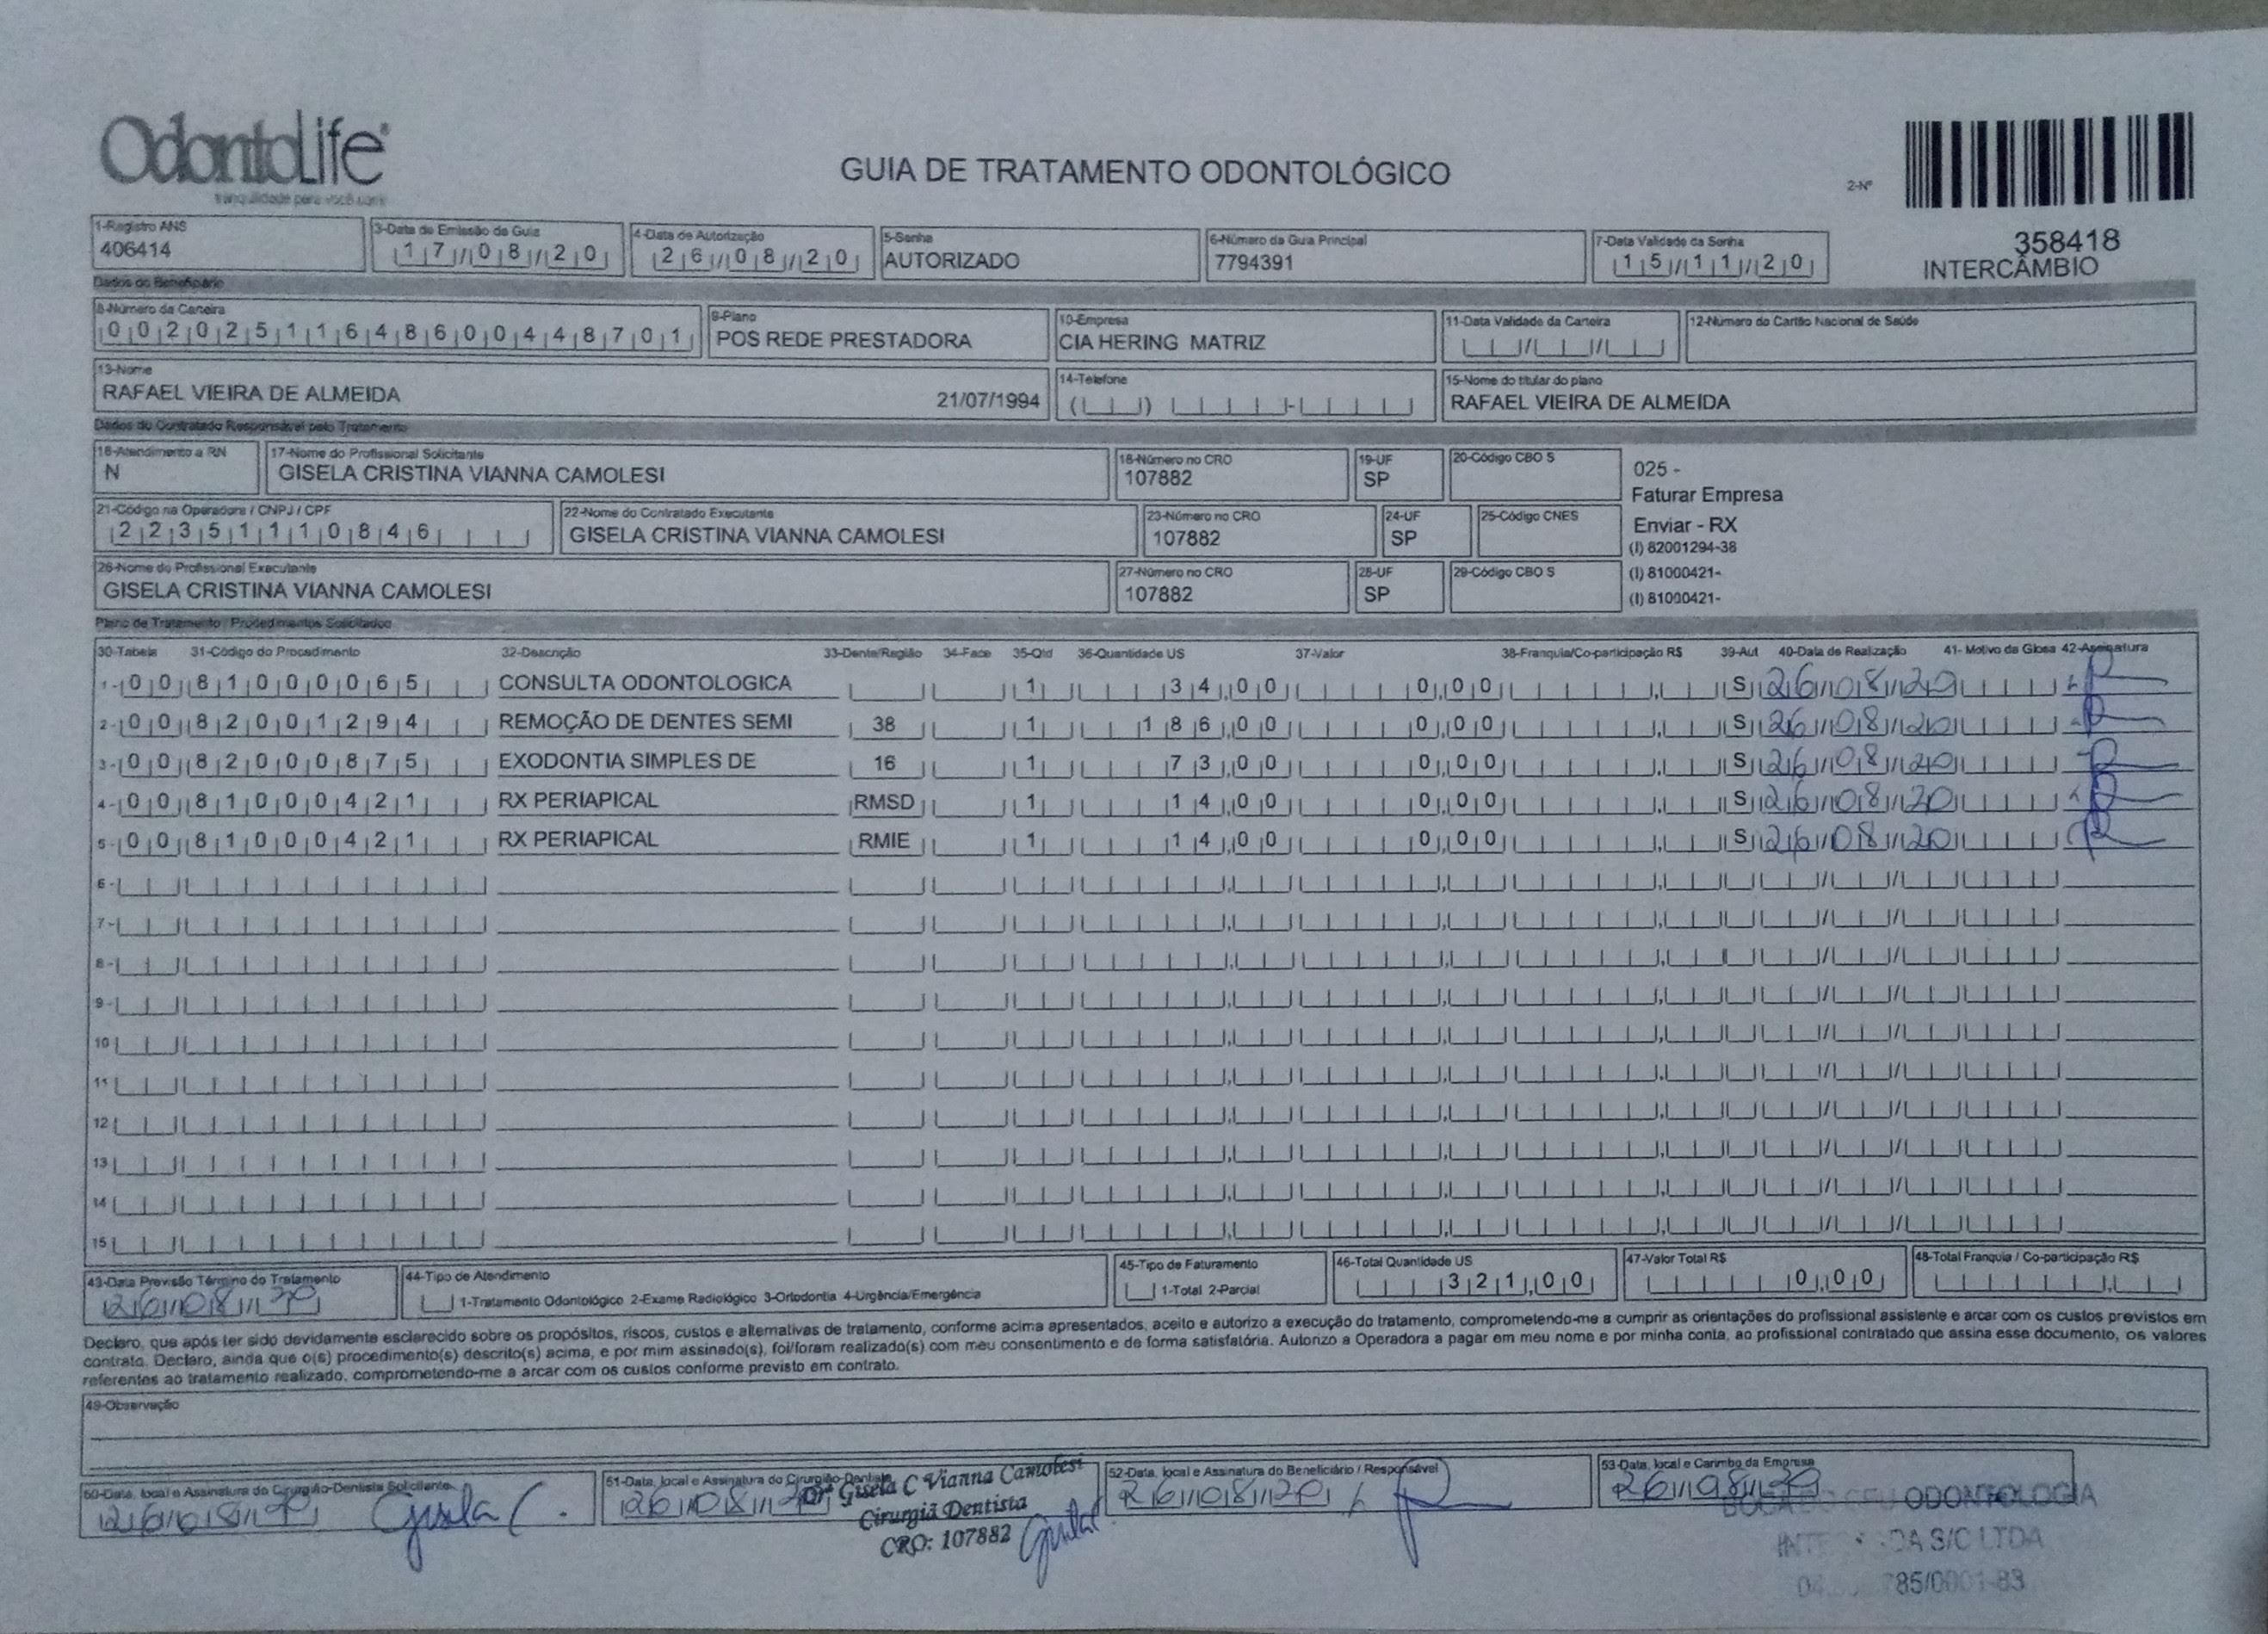 OdontoLife
tranquilidade para você sorrir
GUIA DE TRATAMENTO ODONTOLÓGICO
2-Nº
358418
INTERCÂMBIO
1-Registro ANS
406414
3-Data de Emissão da Guia
17/08/20
4-Data de Autorização
26/08/20
5-Senha
AUTORIZADO
6-Número da Guia Principal
7794391
7-Data Validade da Senha
15/11/20
Dados do Beneficiário
8-Número da Carteira
00202511648600448701
9-Plano
POS REDE PRESTADORA
10-Empresa
CIA HERING MATRIZ
11-Data Validade da Carteira
12-Número do Cartão Nacional de Saúde
13-Nome
RAFAEL VIEIRA DE ALMEIDA 21/07/1994
14-Telefone
15-Nome do titular do plano
RAFAEL VIEIRA DE ALMEIDA
Dados do Contratado Responsável pelo Tratamento
16-Atendimento a RN
N
17-Nome do Profissional Solicitante
GISELA CRISTINA VIANNA CAMOLESI
18-Número no CRO
107882
19-UF
SP
20-Código CBO S
025 -
Faturar Empresa
Enviar - RX
(I) 82001294-38
(I) 81000421-
(I) 81000421-
21-Código na Operadora / CNPJ / CPF
22351110846
22-Nome do Contratado Executante
GISELA CRISTINA VIANNA CAMOLESI
23-Número no CRO
107882
24-UF
SP
25-Código CNES
26-Nome do Profissional Executante
GISELA CRISTINA VIANNA CAMOLESI
27-Número no CRO
107882
28-UF
SP
29-Código CBO S
Plano de Tratamento / Procedimentos Solicitados
30-Tabela 31-Código do Procedimento 32-Descrição 33-Dente/Região 34-Face 35-Qtd 36-Quantidade US 37-Valor 38-Franquia/Co-participação R$ 39-Aut 40-Data de Realização 41- Motivo da Glosa 42-Assinatura
1- 00 81000065 CONSULTA ODONTOLOGICA 1 34,00 0,00 S 26/08/20
2- 00 82001294 REMOÇÃO DE DENTES SEMI 38 1 186,00 0,00 S 26/08/20
3- 00 82000875 EXODONTIA SIMPLES DE 16 1 73,00 0,00 S 26/08/20
4- 00 81000421 RX PERIAPICAL RMSD 1 14,00 0,00 S 26/08/20
5- 00 81000421 RX PERIAPICAL RMIE 1 14,00 0,00 S 26/08/20
6-
7-
8-
9-
10
11
12
13
14
15
43-Data Previsão Término do Tratamento
26/08/20
44-Tipo de Atendimento
1-Tratamento Odontológico 2-Exame Radiológico 3-Ortodontia 4-Urgência/Emergência
45-Tipo de Faturamento
1-Total 2-Parcial
46-Total Quantidade US
321,00
47-Valor Total R$
0,00
48-Total Franquia / Co-participação R$
Declaro, que após ter sido devidamente esclarecido sobre os propósitos, riscos, custos e alternativas de tratamento, conforme acima apresentados, aceito e autorizo a execução do tratamento, comprometendo-me a cumprir as orientações do profissional assistente e arcar com os custos previstos em
contrato. Declaro, ainda que o(s) procedimento(s) descrito(s) acima, e por mim assinado(s), foi/foram realizado(s) com meu consentimento e de forma satisfatória. Autorizo a Operadora a pagar em meu nome e por minha conta, ao profissional contratado que assina esse documento, os valores
referentes ao tratamento realizado, comprometendo-me a arcar com os custos conforme previsto em contrato.
49-Observação
50-Data, local e Assinatura do Cirurgião-Dentista Solicitante
26/08/20 Gisela C.
51-Data, local e Assinatura do Cirurgião-Dentista
26/08/20
Drª Gisela C Vianna Camolesi
Cirurgiã Dentista
CRO: 107882
52-Data, local e Assinatura do Beneficiário / Responsável
26/08/20
53-Data, local e Carimbo da Empresa
26/08/20
ODONTOLOGIA
S/C LTDA
85/0001-83